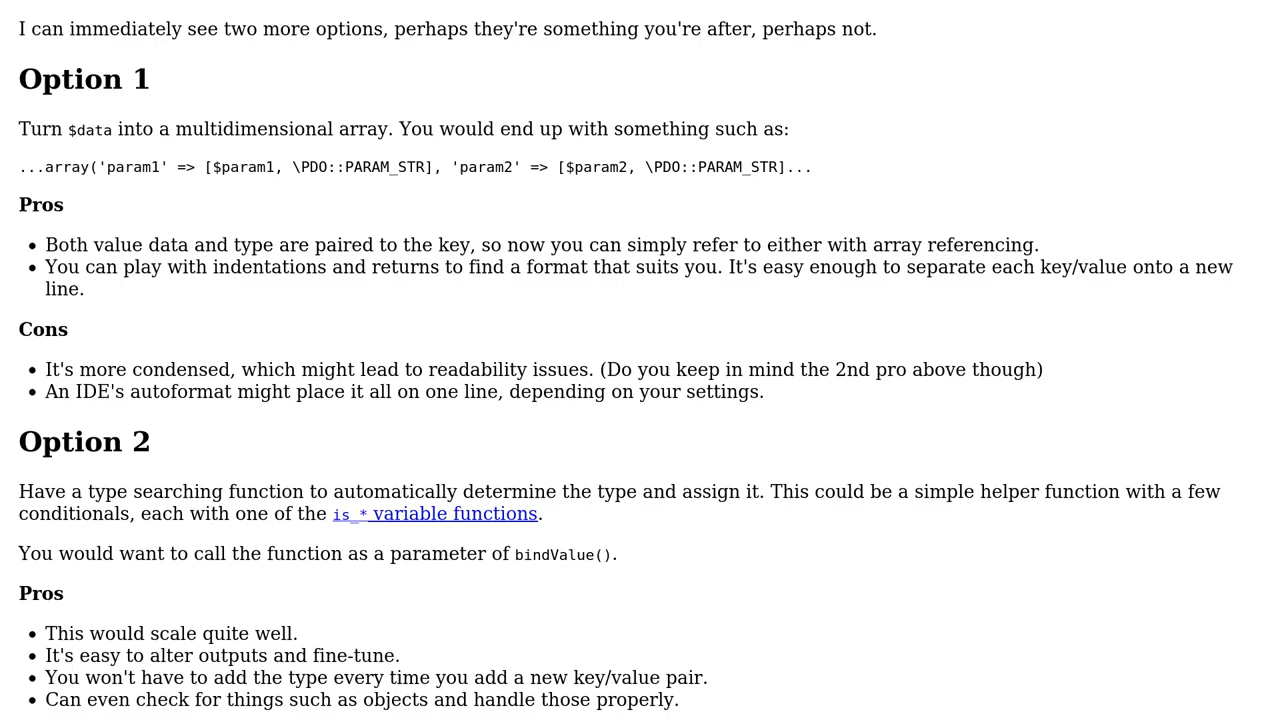 I can immediately see two more options, perhaps they're something you're after, perhaps not.
Option 1
Turn $data into a multidimensional array. You would end up with something such as:
...array('param1' => [$param1, \PDO::PARAM_STR], 'param2' => [$param2, \PDO::PARAM_STR]...
Pros
• Both value data and type are paired to the key, so now you can simply refer to either with array referencing.
• You can play with indentations and returns to find a format that suits you. It's easy enough to separate each key/value onto a new
line.
Cons
• It's more condensed, which might lead to readability issues. (Do you keep in mind the 2nd pro above though)
• An IDE's autoformat might place it all on one line, depending on your settings.
Option 2
Have a type searching function to automatically determine the type and assign it. This could be a simple helper function with a few
conditionals, each with one of the is_* variable functions.
You would want to call the function as a parameter of bindValue().
Pros
• This would scale quite well.
• It's easy to alter outputs and fine-tune.
• You won't have to add the type every time you add a new key/value pair.
• Can even check for things such as objects and handle those properly.